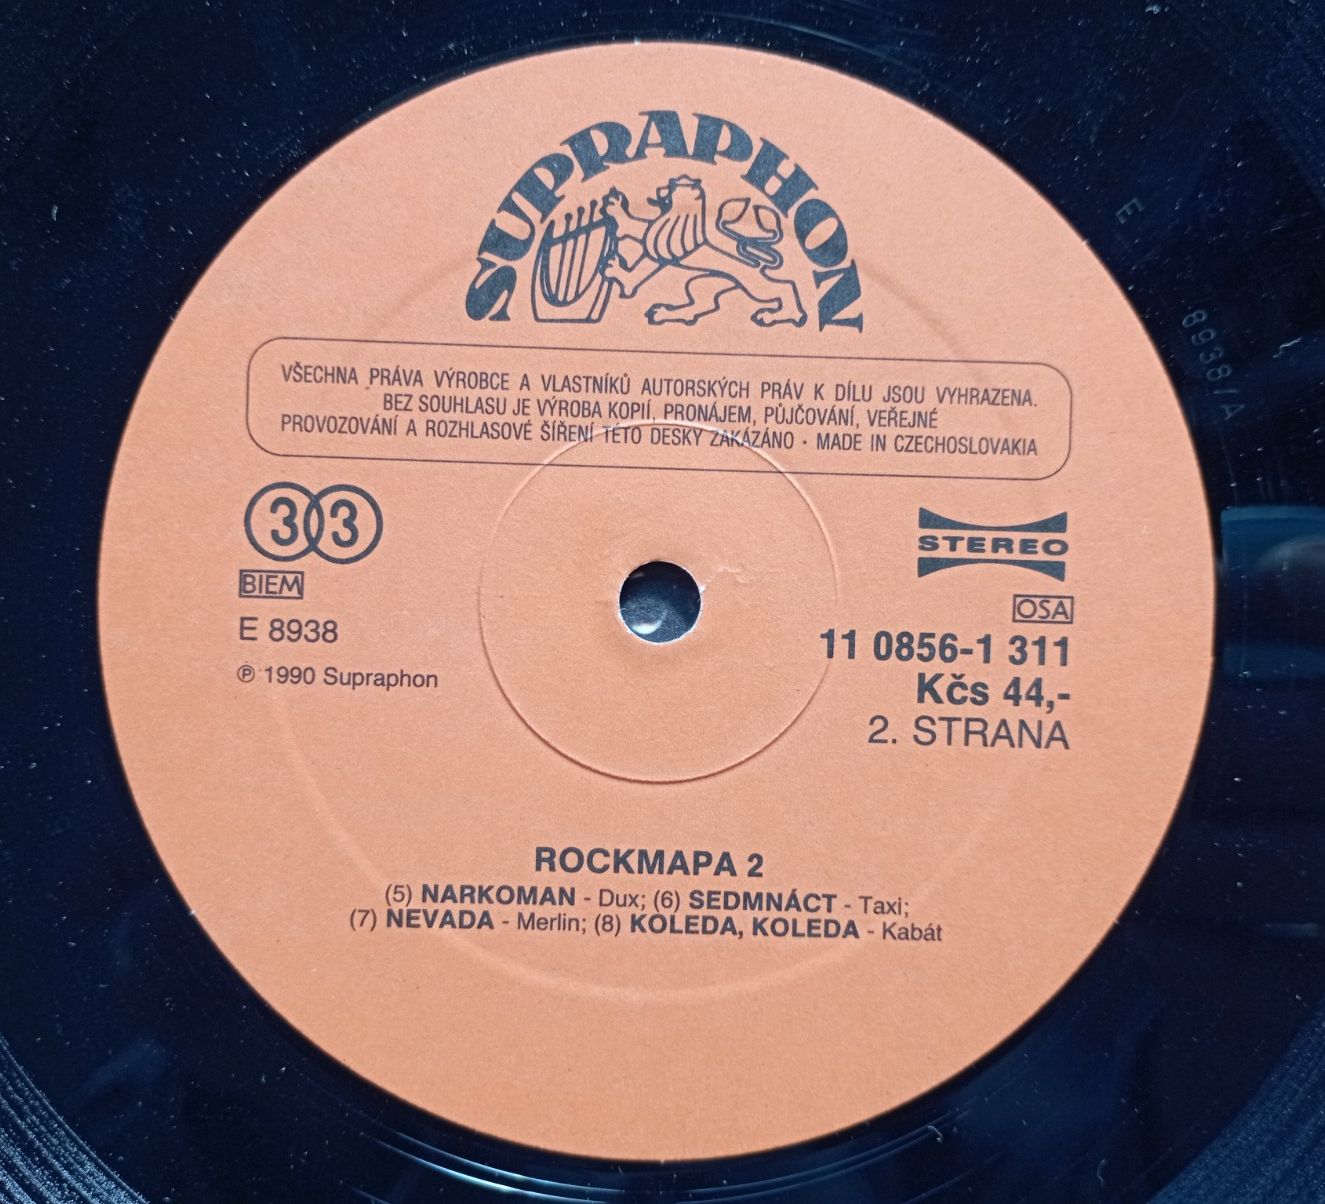 SUPRAPHON
VŠECHNA PRÁVA VÝROBCE A VLASTNÍKŮ AUTORSKÝCH PRÁV K DÍLU JSOU VYHRAZENA.
BEZ SOUHLASU JE VÝROBA KOPIÍ, PRONÁJEM, PŮJČOVÁNÍ, VEŘEJNÉ
PROVOZOVÁNÍ A ROZHLASOVÉ ŠÍŘENÍ TÉTO DESKY ZAKÁZÁNO · MADE IN CZECHOSLOVAKIA
33
BIEM
E 8938
℗ 1990 Supraphon
STEREO
OSA
11 0856-1 311
Kčs 44,-
2. STRANA
ROCKMAPA 2
(5) NARKOMAN - Dux; (6) SEDMNÁCT - Taxi;
(7) NEVADA - Merlin; (8) KOLEDA, KOLEDA - Kabát
E 8938/A